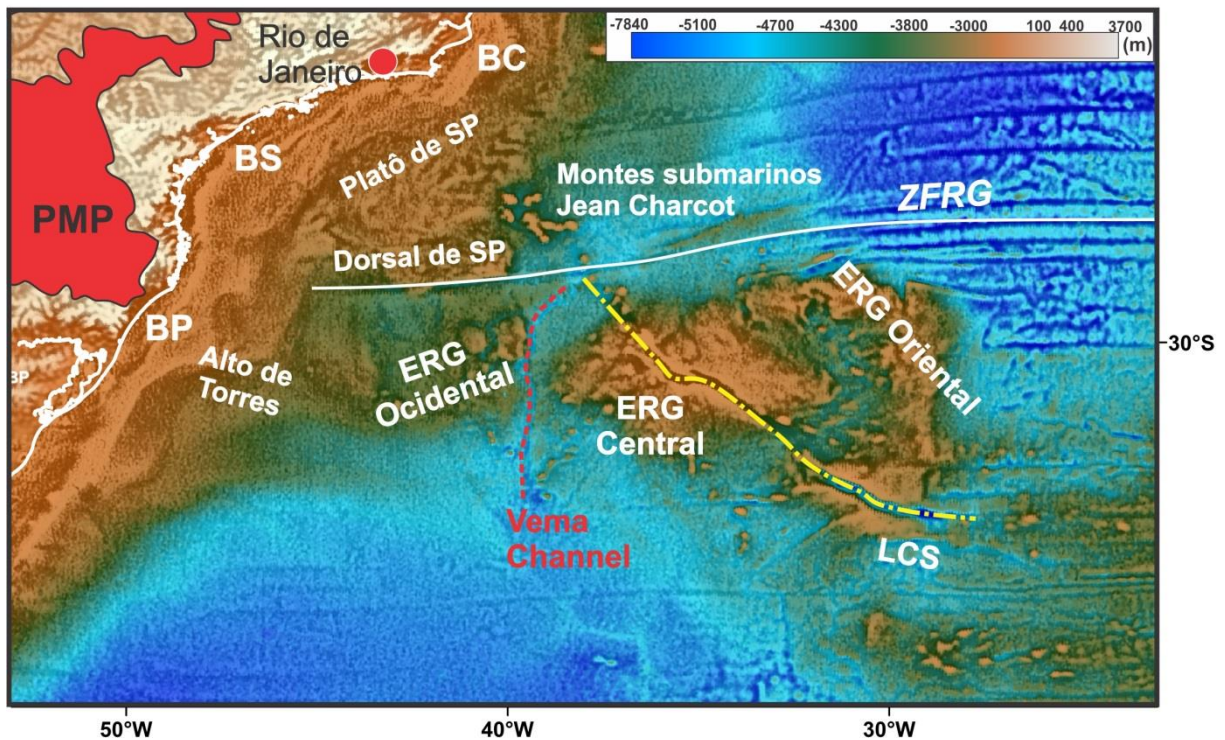 -7840 -5100 -4700 -4300 -3800 -3000 100 400 3700
(m)
Rio de
Janeiro
BC
BS
Platô de SP
PMP
Montes submarinos
Jean Charcot
ZFRG
Dorsal de SP
BP
ERG
Oriental
Alto de
Torres
ERG
Ocidental
30°S
ERG
Central
Vema
Channel
LCS
50°W 40°W 30°W